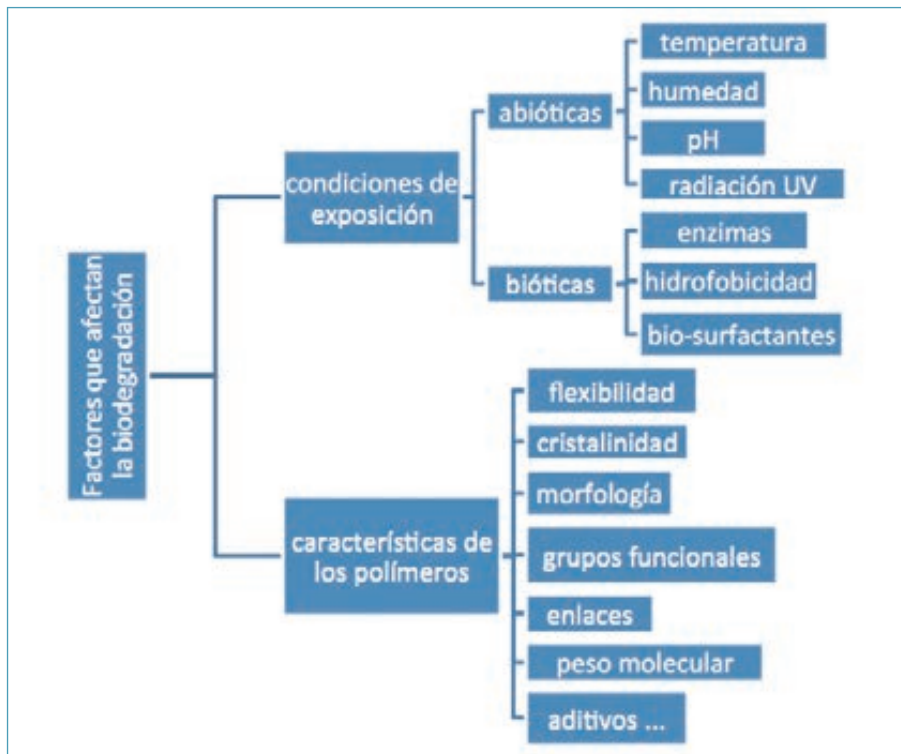 Factores que afectan
la biodegradación
condiciones de
exposición
abióticas
temperatura
humedad
pH
radiación UV
bióticas
enzimas
hidrofobicidad
bio-surfactantes
características de
los polímeros
flexibilidad
cristalinidad
morfología
grupos funcionales
enlaces
peso molecular
aditivos ...